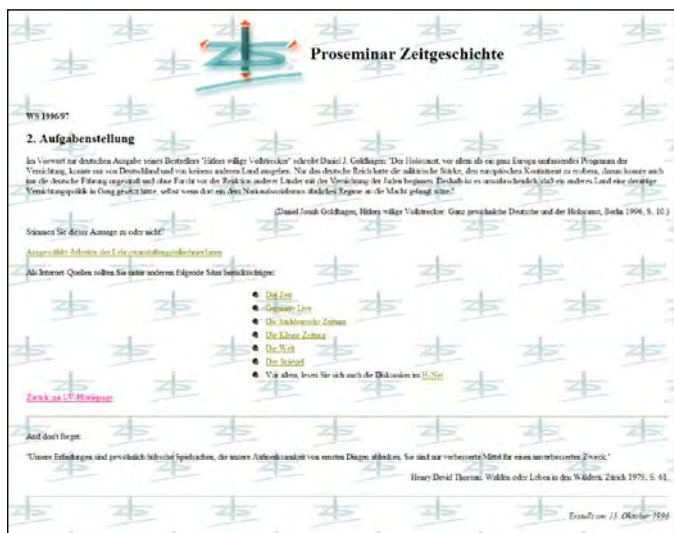 zis
Proseminar Zeitgeschichte
WS 1996/97
2. Aufgabenstellung
Im Vorwort zur deutschen Ausgabe seines Bestsellers "Hitlers willige Vollstrecker" schreibt Daniel J. Goldhagen: "Der Holocaust, vor allem als ein ganz Europa umfassendes Programm der
Vernichtung, konnte nur von Deutschland und von keinem anderen Land ausgehen. Nur das deutsche Reich hatte die militärische Stärke, den europäischen Kontinent zu erobern, darum konnte auch
nur die deutsche Führung ungestraft und ohne Furcht vor der Reaktion anderer Länder mit der Vernichtung der Juden beginnen. Deshalb ist es unwahrscheinlich, daß ein anderes Land eine derartige
Vernichtungspolitik in Gang gesetzt hätte, selbst wenn dort ein dem Nationalsozialismus ähnliches Regime an die Macht gelangt wäre."
(Daniel Jonah Goldhagen, Hitlers willige Vollstrecker. Ganz gewöhnliche Deutsche und der Holocaust, Berlin 1996, S. 10.)
Stimmen Sie dieser Aussage zu oder nicht?
Ausgewählte Arbeiten der LehrveranstaltungsteilnehmerInnen
Als Internet Quellen sollten Sie unter anderem folgende Sites berücksichtigen:
Die Zeit
Germany Live
Die Süddeutsche Zeitung
Die Kleine Zeitung
Die Welt
Der Spiegel
Vor allem, lesen Sie sich auch die Diskussion im H-Net
Zurück zur LV-Homepage
And don't forget:
"Unsere Erfindungen sind gewöhnlich hübsche Spielsachen, die unsere Aufmerksamkeit von ernsten Dingen ablenken. Sie sind nur verbesserte Mittel für einen unverbesserten Zweck."
Henry David Thoreau, Walden oder Leben in den Wäldern, Zürich 1979, S. 61.
Erstellt am: 15. Oktober 1996